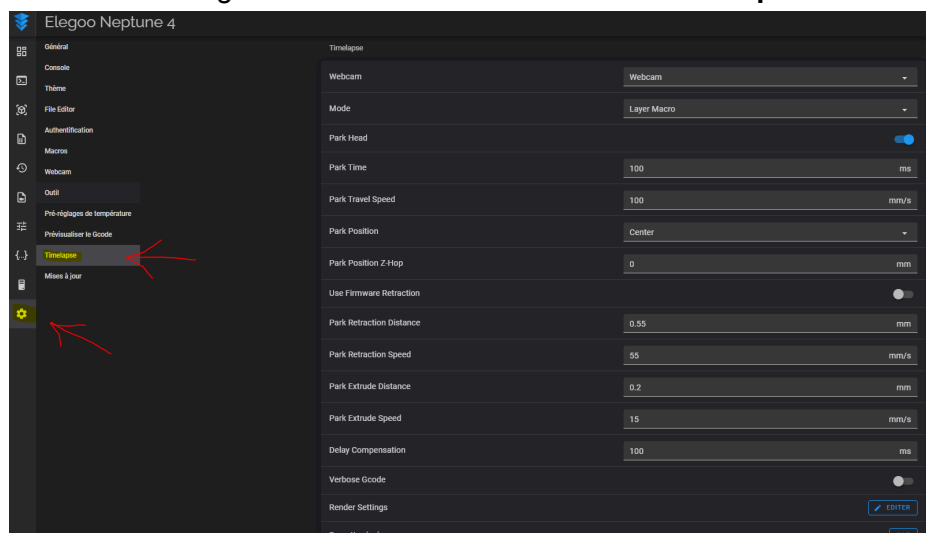 Elegoo Neptune 4
Général
Console
Thème
File Editor
Authentification
Macros
Webcam
Outil
Pré-réglages de température
Prévisualiser le Gcode
Timelapse
Mises à jour
Timelapse
Webcam Webcam
Mode Layer Macro
Park Head
Park Time 100 ms
Park Travel Speed 100 mm/s
Park Position Center
Park Position Z-Hop 0 mm
Use Firmware Retraction
Park Retraction Distance 0.55 mm
Park Retraction Speed 55 mm/s
Park Extrude Distance 0.2 mm
Park Extrude Speed 15 mm/s
Delay Compensation 100 ms
Verbose Gcode
Render Settings EDITER